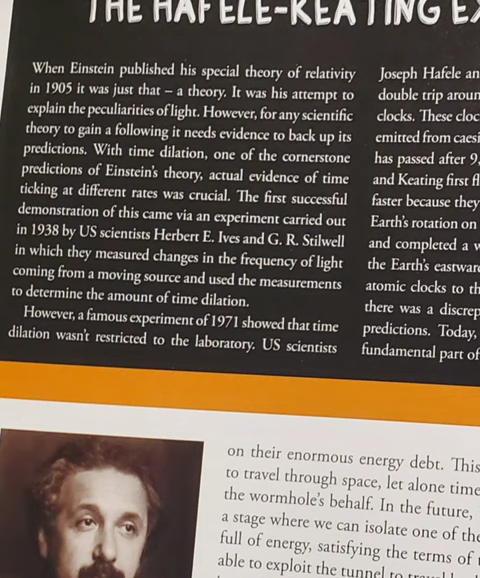 THE HAFELE-KEATING
When Einstein published his special theory of relativity
in 1905 it was just that – a theory. It was his attempt to
explain the peculiarities of light. However, for any scientific
theory to gain a following it needs evidence to back up its
predictions. With time dilation, one of the cornerstone
predictions of Einstein's theory, actual evidence of time
ticking at different rates was crucial. The first successful
demonstration of this came via an experiment carried out
in 1938 by US scientists Herbert E. Ives and G. R. Stilwell
in which they measured changes in the frequency of light
coming from a moving source and used the measurements
to determine the amount of time dilation.
However, a famous experiment of 1971 showed that time
dilation wasn't restricted to the laboratory. US scientists
Joseph Hafele an
double trip aroun
clocks. These cloc
emitted from caesi
has passed after 9,
and Keating first fl
faster because they
Earth's rotation on
and completed a w
the Earth's eastward
atomic clocks to th
there was a discrep
predictions. Today,
fundamental part of
on their enormous energy debt. This
to travel through space, let alone time
the wormhole's behalf. In the future,
a stage where we can isolate one of the
full of energy, satisfying the terms of
able to exploit the tunnel to